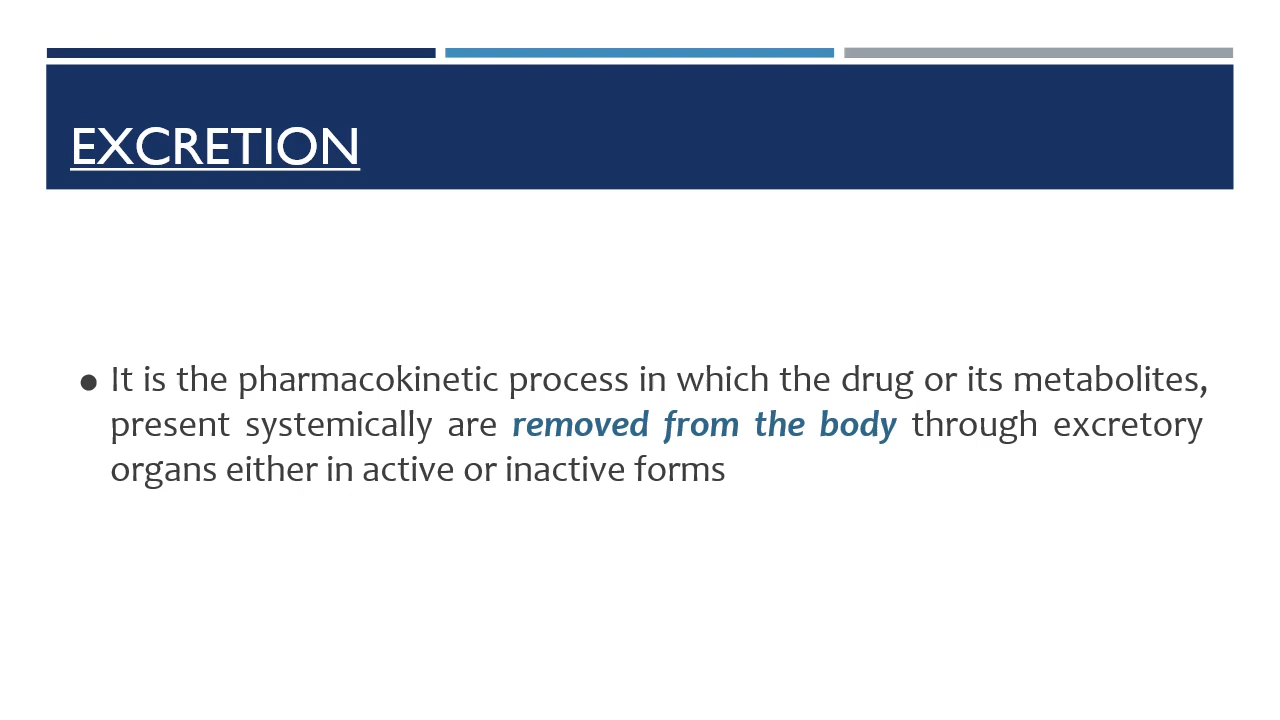 EXCRETION
● It is the pharmacokinetic process in which the drug or its metabolites,
present systemically are removed from the body through excretory
organs either in active or inactive forms